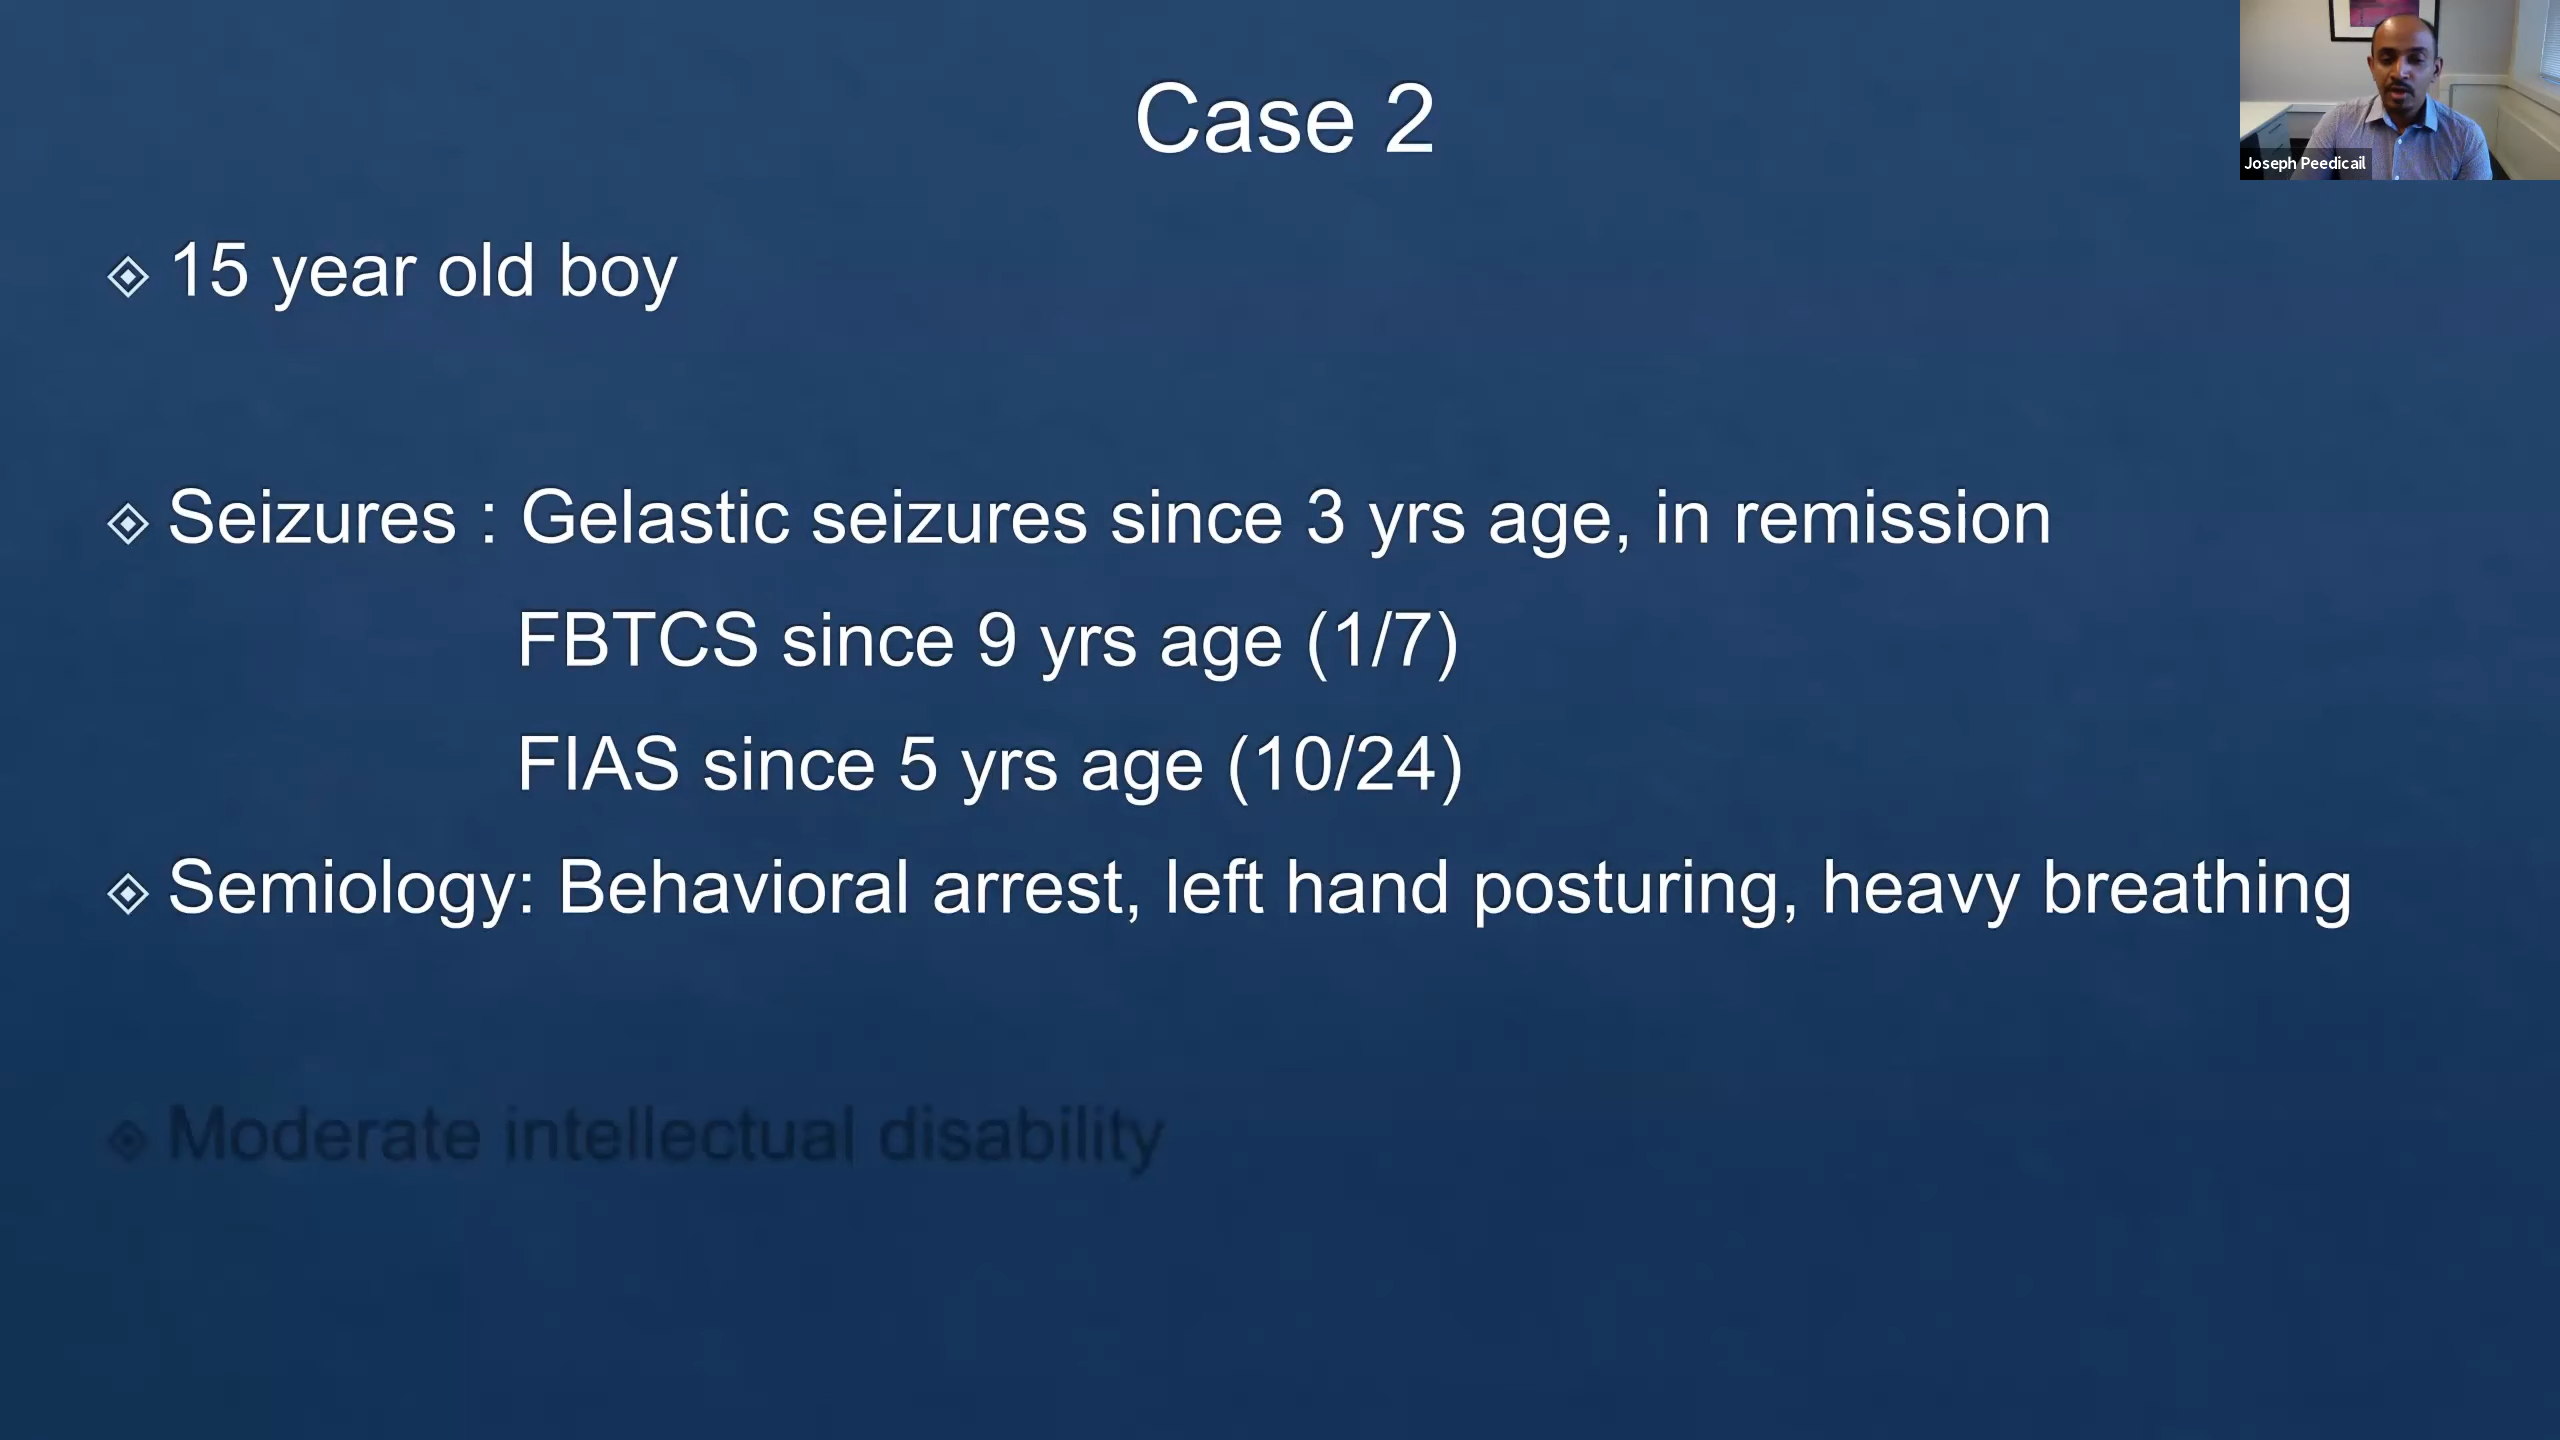 Case 2
Joseph Peedicail
15 year old boy
Seizures : Gelastic seizures since 3 yrs age, in remission
FBTCS since 9 yrs age (1/7)
FIAS since 5 yrs age (10/24)
Semiology: Behavioral arrest, left hand posturing, heavy breathing
Moderate intellectual disability